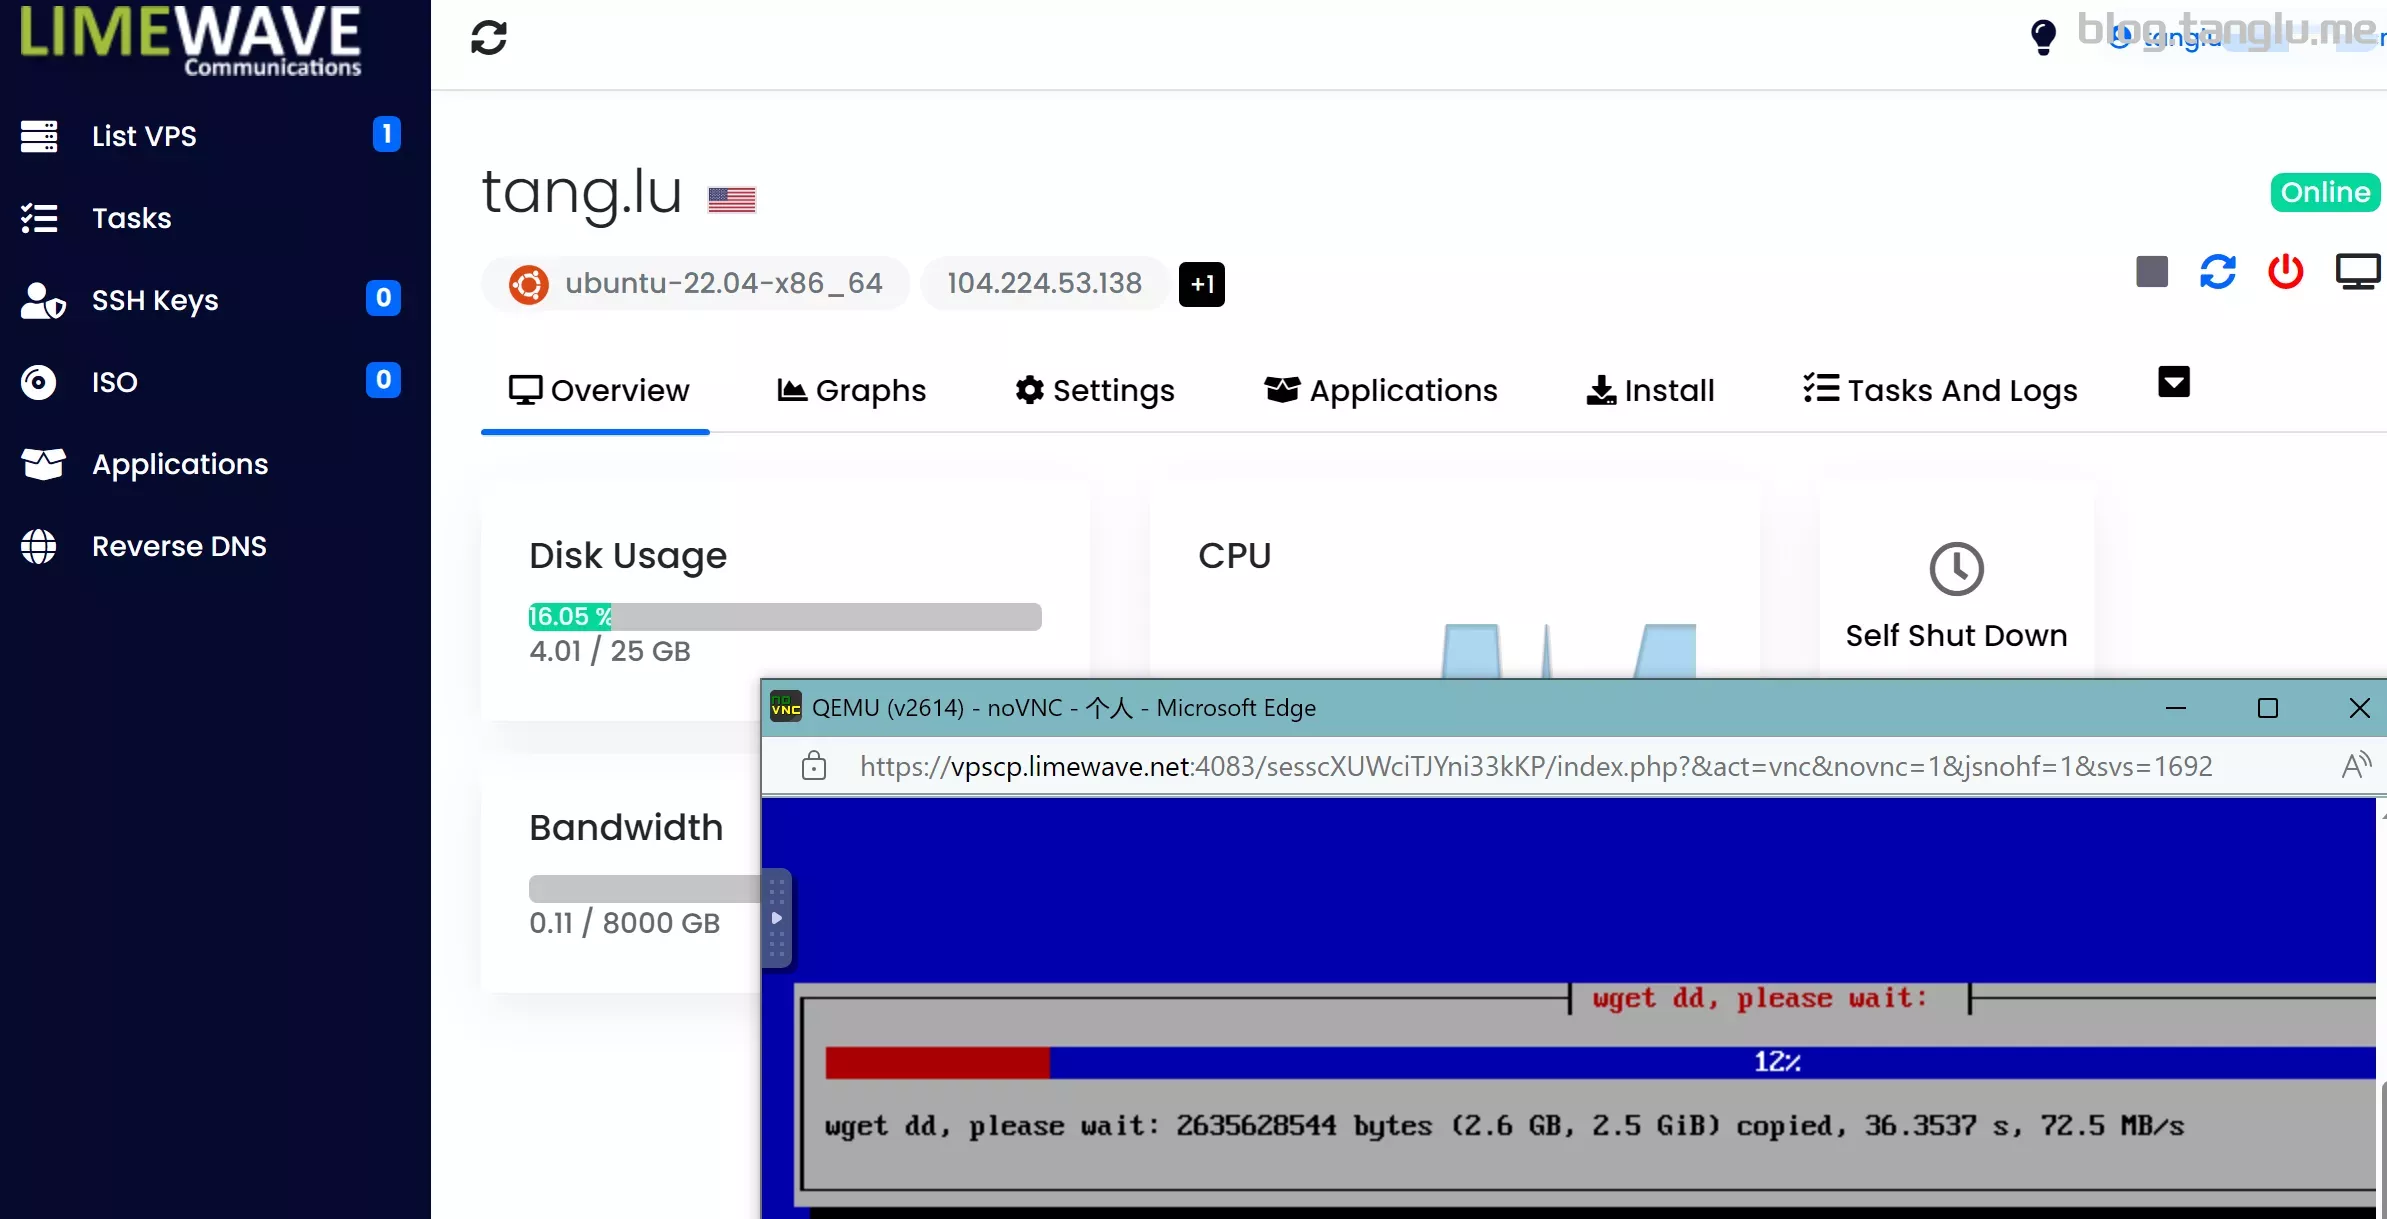 LIMEWAVE
Communications
List VPS 1
Tasks
SSH Keys 0
ISO 0
Applications
Reverse DNS
blog.tanglu.me
tang.lu
Online
ubuntu-22.04-x86_64 104.224.53.138 +1
Overview Graphs Settings Applications Install Tasks And Logs
Disk Usage
16.05 %
4.01 / 25 GB
CPU
Self Shut Down
Bandwidth
0.11 / 8000 GB
no VNC QEMU (v2614) - noVNC - 个人 - Microsoft Edge
https://vpscp.limewave.net:4083/sesscXUWciTJYni33kKP/index.php?&act=vnc&novnc=1&jsnohf=1&svs=1692
wget dd, please wait:
12%
wget dd, please wait: 2635628544 bytes (2.6 GB, 2.5 GiB) copied, 36.3537 s, 72.5 MB/s